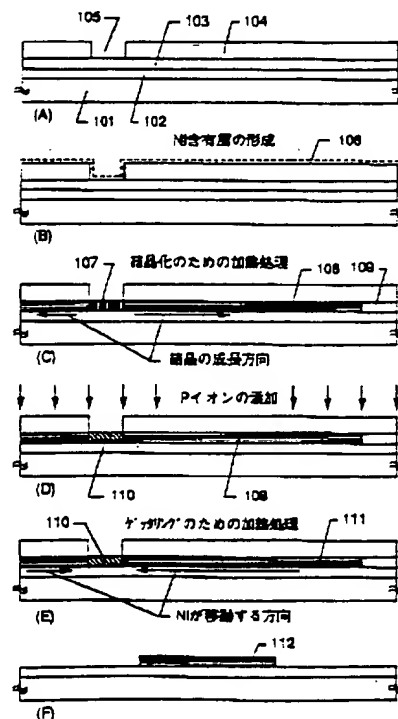 105 103 104
(A) 101 102
Ni含有層の形成 106
(B)
107 結晶化のための加熱処理 108 109
(C) 結晶の成長方向
Pイオンの添加
(D) 110 108
110 ゲッタリングのための加熱処理 111
(E) Niが移動する方向
112
(F)